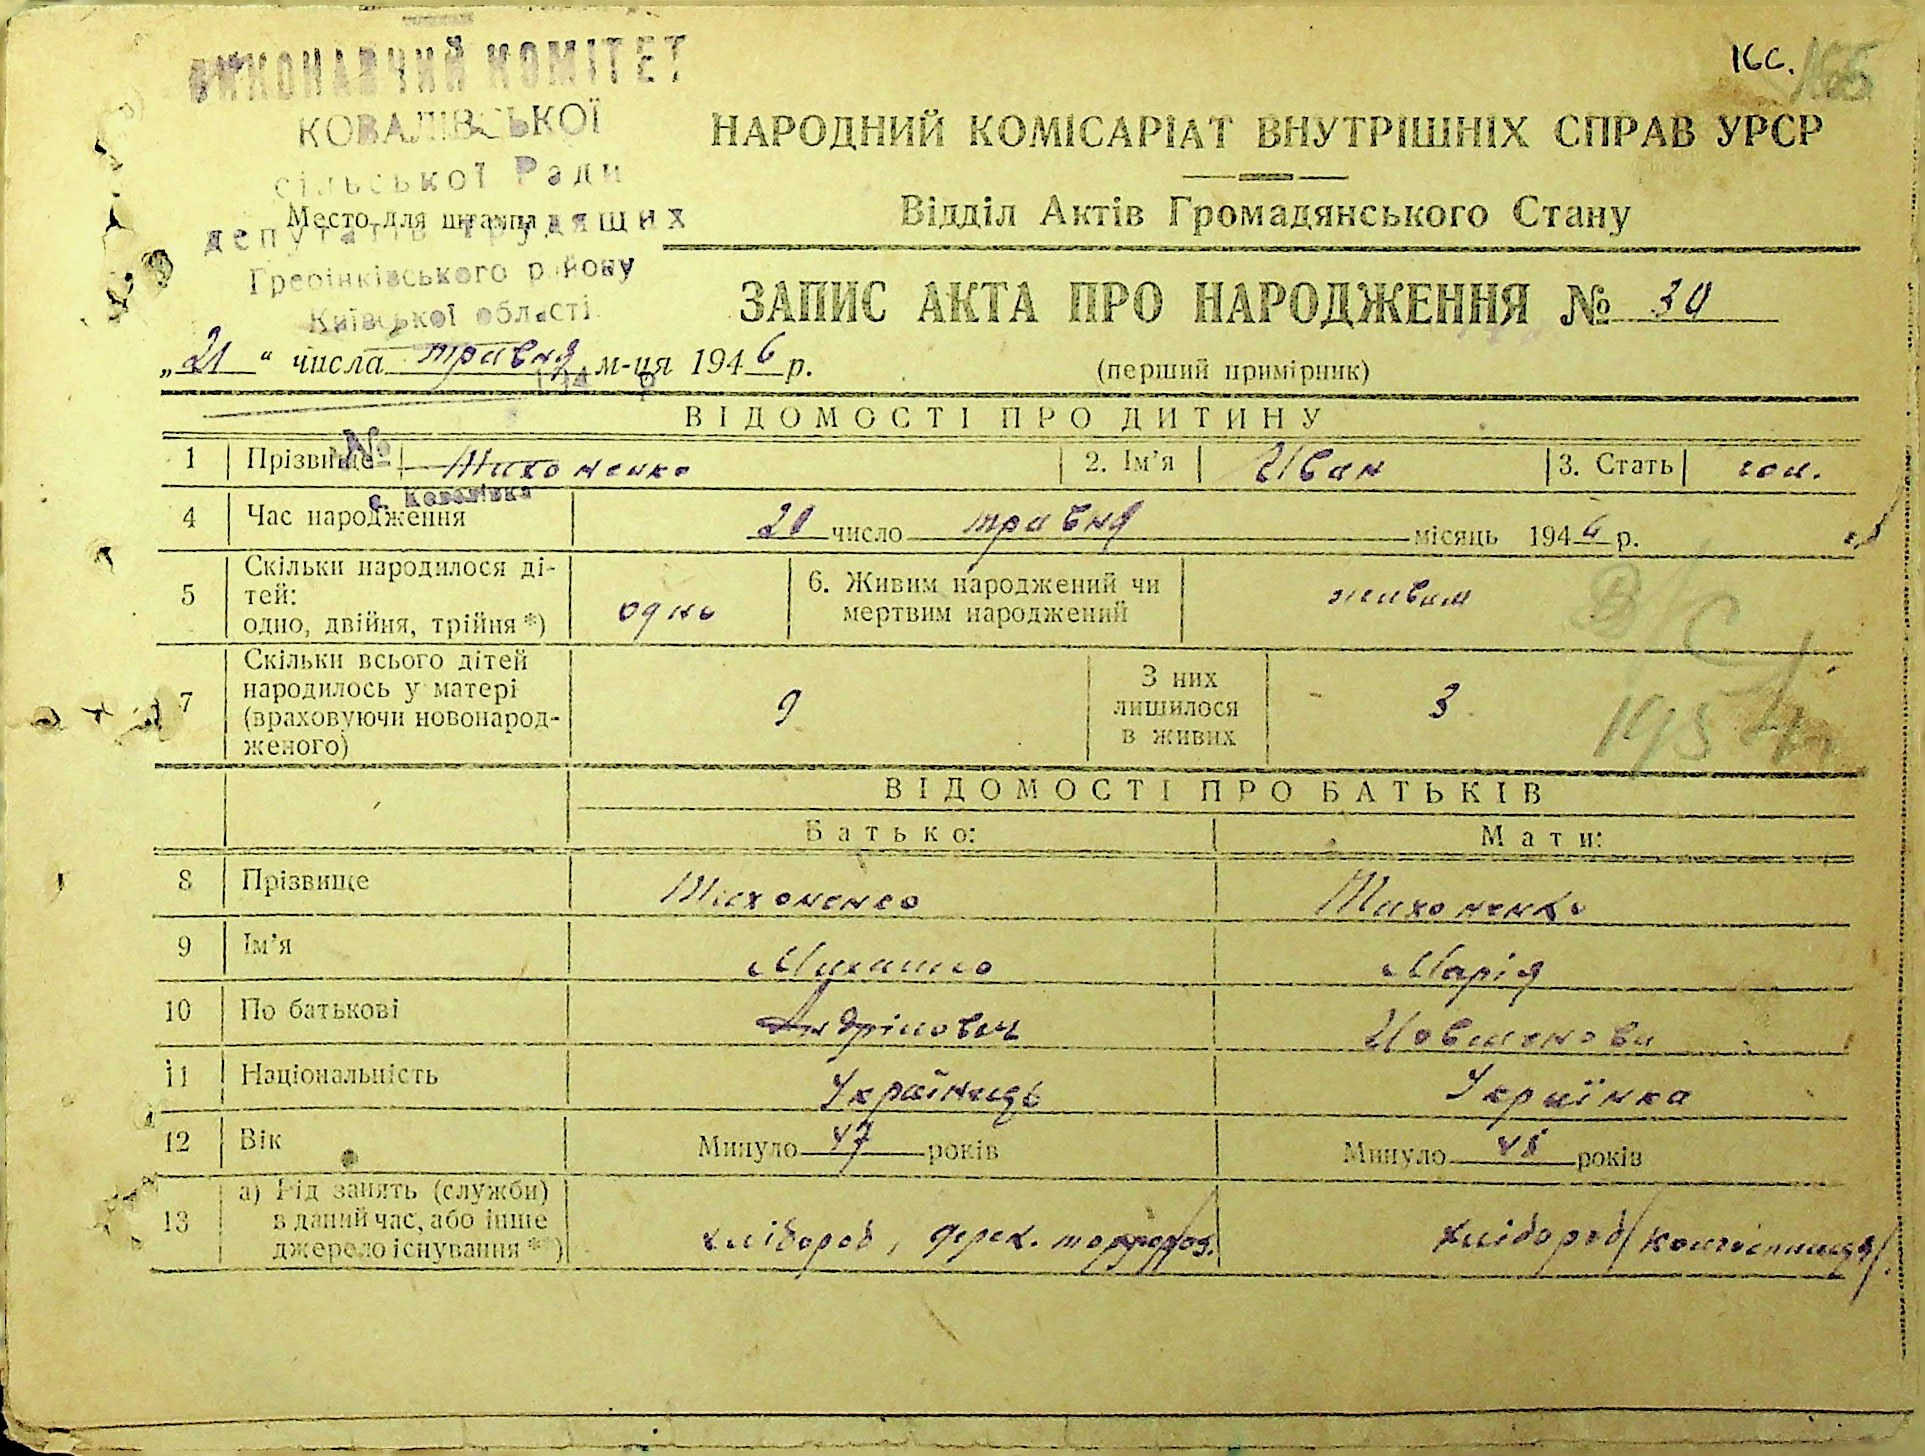 166.
ВИКОНАВЧИЙ КОМІТЕТ
КОВАЛІВСЬКОЇ
сільської Ради
Место для штампа
депутатів трудящих
Гребінківського району
Київської області
НАРОДНИЙ КОМІСАРІАТ ВНУТРІШНІХ СПРАВ УРСР
Відділ Актів Громадянського Стану
ЗАПИС АКТА ПРО НАРОДЖЕННЯ № 30
„21“ числа травня м-ця 1946 р.
(перший примірник)
ВІДОМОСТІ ПРО ДИТИНУ
№
1 Прізвище Тихоненко 2. Ім’я Иван 3. Стать чол.
с. Ковалівка
4 Час народження 20 число травня місяць 1946 р.
5 Скільки народилося ді-
тей:
одно, двійня, трійня *) одно 6. Живим народжений чи
мертвим народжений живим
7 Скільки всього дітей
народилось у матері
(враховуючи новонарод-
женого) 9 З них
лишилося
в живих 3
1954
ВІДОМОСТІ ПРО БАТЬКІВ
Батько: Мати:
8 Прізвище Тихоненко Тихоненко
9 Ім’я Михайло Марія
10 По батькові Андрійович
11 Національність Українець Українка
12 Вік Минуло 47 років Минуло років
13 а) Рід занять (служби)
в даний час, або інше
джерело існування **) хлібороб, хлібороб